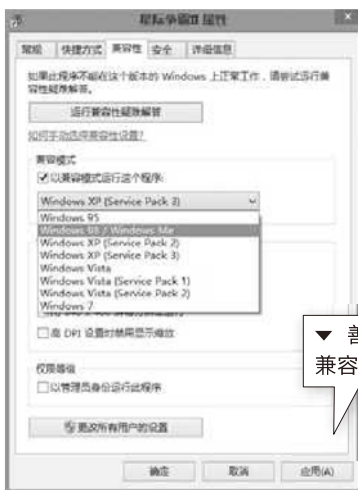 星际争霸II 属性
常规 快捷方式 兼容性 安全 详细信息
如果此程序不能在这个版本的 Windows 上正常工作，请尝试运行兼
容性疑难解答。
运行兼容性疑难解答
如何手动选择兼容性设置?
兼容模式
以兼容模式运行这个程序:
Windows XP (Service Pack 3)
Windows 95
Windows 98 / Windows Me
Windows XP (Service Pack 2)
Windows XP (Service Pack 3)
Windows Vista
Windows Vista (Service Pack 1)
Windows Vista (Service Pack 2)
Windows 7
高 DPI 设置时禁用显示缩放
▼ 善
兼容
权限等级
以管理员身份运行此程序
更改所有用户的设置
确定 取消 应用(A)